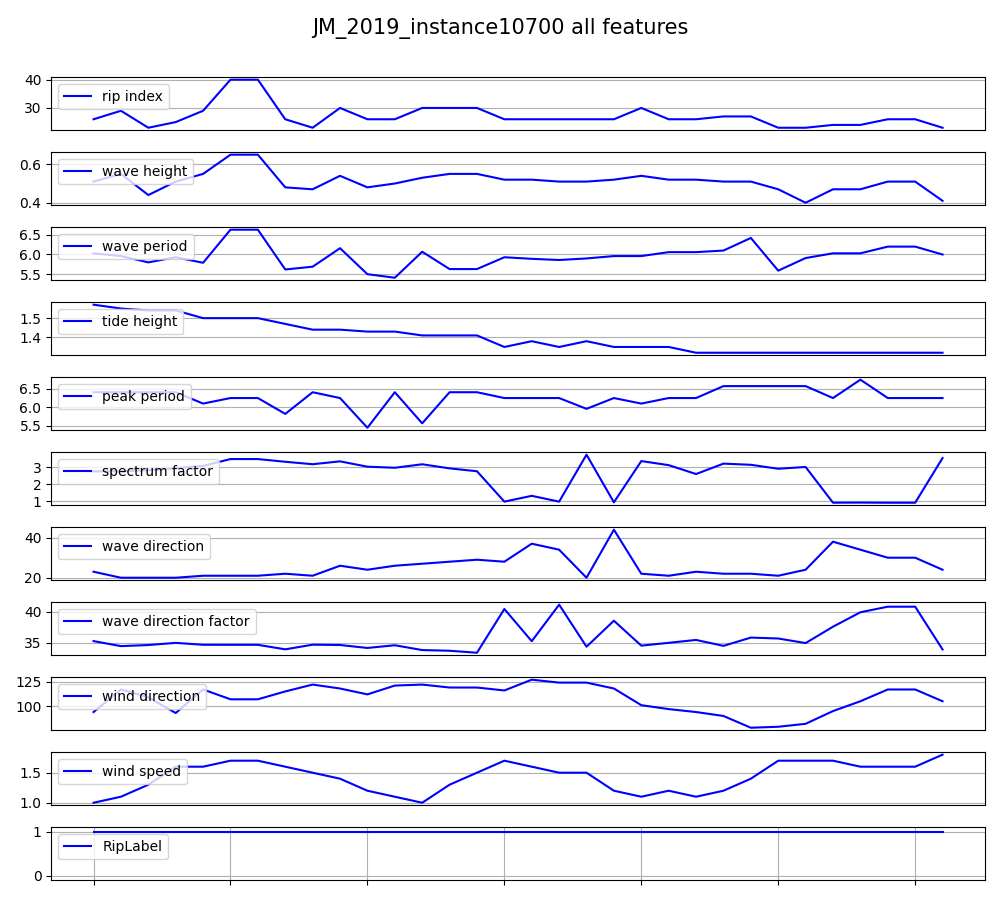 JM_2019_instance10700 all features
40
30
rip index
0.6
0.4
wave height
6.5
6.0
5.5
wave period
1.5
1.4
tide height
6.5
6.0
5.5
peak period
3
2
1
spectrum factor
40
20
wave direction
40
35
wave direction factor
125
100
wind direction
1.5
1.0
wind speed
1
0
RipLabel